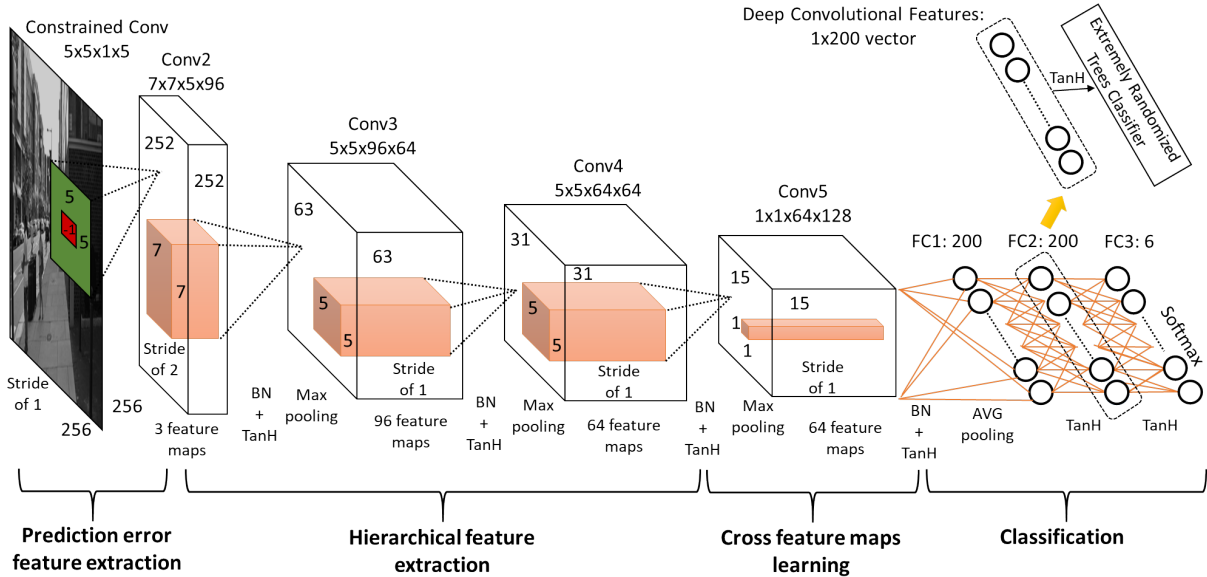 Constrained Conv
5x5x1x5
5
-1
5
Stride
of 1
256
256
Conv2
7x7x5x96
252
252
7
7
Stride
of 2
3 feature
maps
BN
+
TanH
Max
pooling
Conv3
5x5x96x64
63
63
5
5
Stride
of 1
96 feature
maps
BN
+
TanH
Max
pooling
Conv4
5x5x64x64
31
31
5
5
Stride
of 1
64 feature
maps
BN
+
TanH
Max
pooling
Conv5
1x1x64x128
15
15
1
1
Stride
of 1
64 feature
maps
BN
+
TanH
AVG
pooling
FC1: 200
FC2: 200
FC3: 6
TanH
TanH
Softmax
Deep Convolutional Features:
1x200 vector
TanH
Extremely Randomized
Trees Classifier
Prediction error
feature extraction
Hierarchical feature
extraction
Cross feature maps
learning
Classification